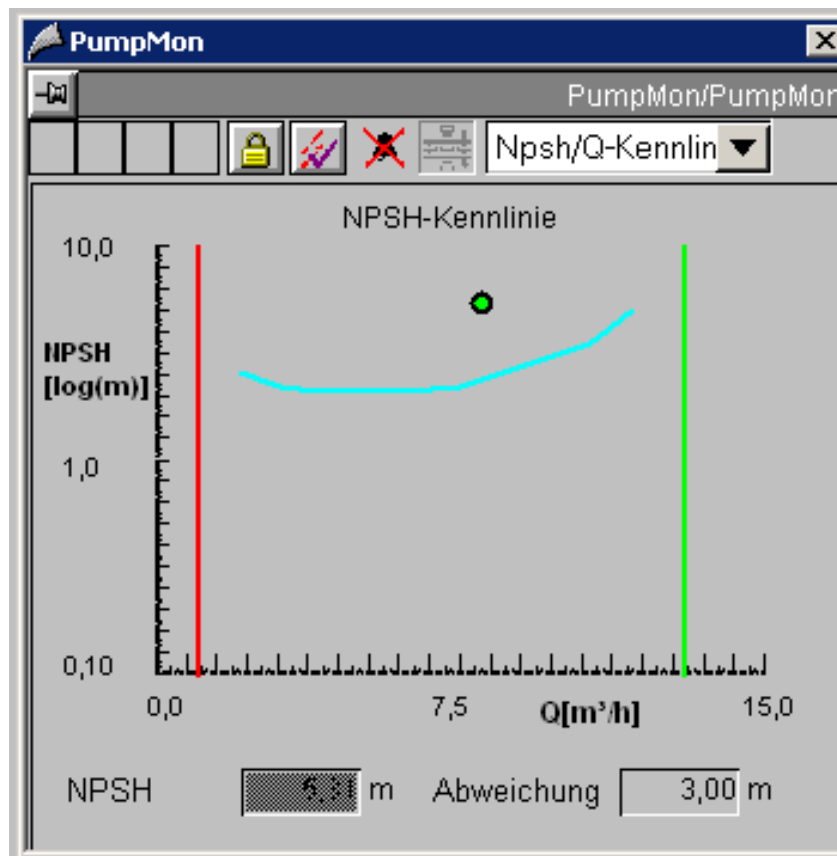 PumpMon
PumpMon/PumpMon
Npsh/Q-Kennlin
NPSH-Kennlinie
10,0
NPSH
[log(m)]
1,0
0,10
0,0
7,5
Q[m³/h]
15,0
NPSH
m
Abweichung
3,00 m